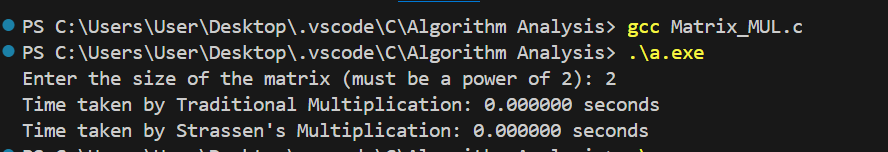 PS C:\Users\User\Desktop\.vscode\C\Algorithm Analysis> gcc Matrix_MUL.c
PS C:\Users\User\Desktop\.vscode\C\Algorithm Analysis> .\a.exe
Enter the size of the matrix (must be a power of 2): 2
Time taken by Traditional Multiplication: 0.000000 seconds
Time taken by Strassen's Multiplication: 0.000000 seconds